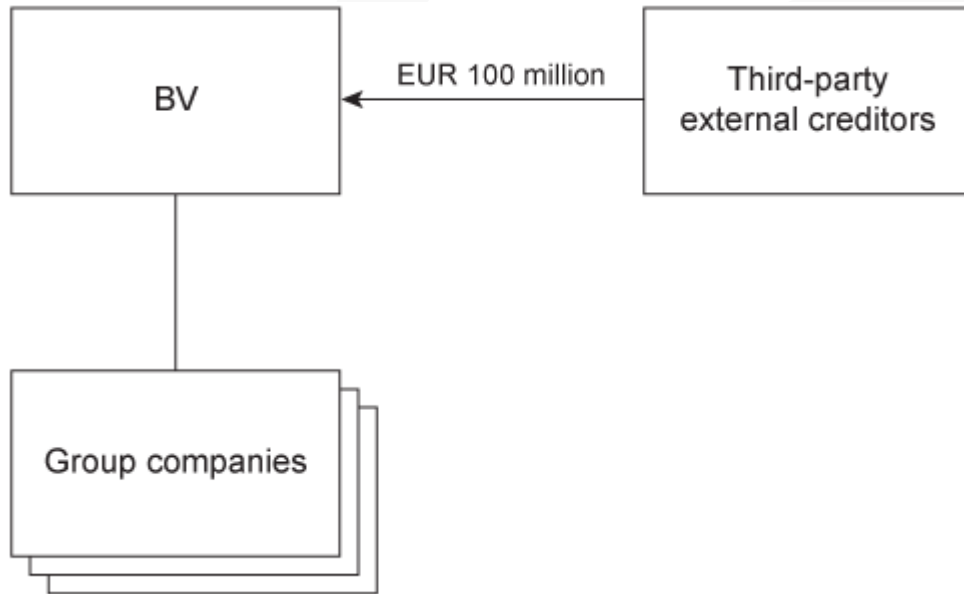 BV
EUR 100 million
Third-party
external creditors
Group companies